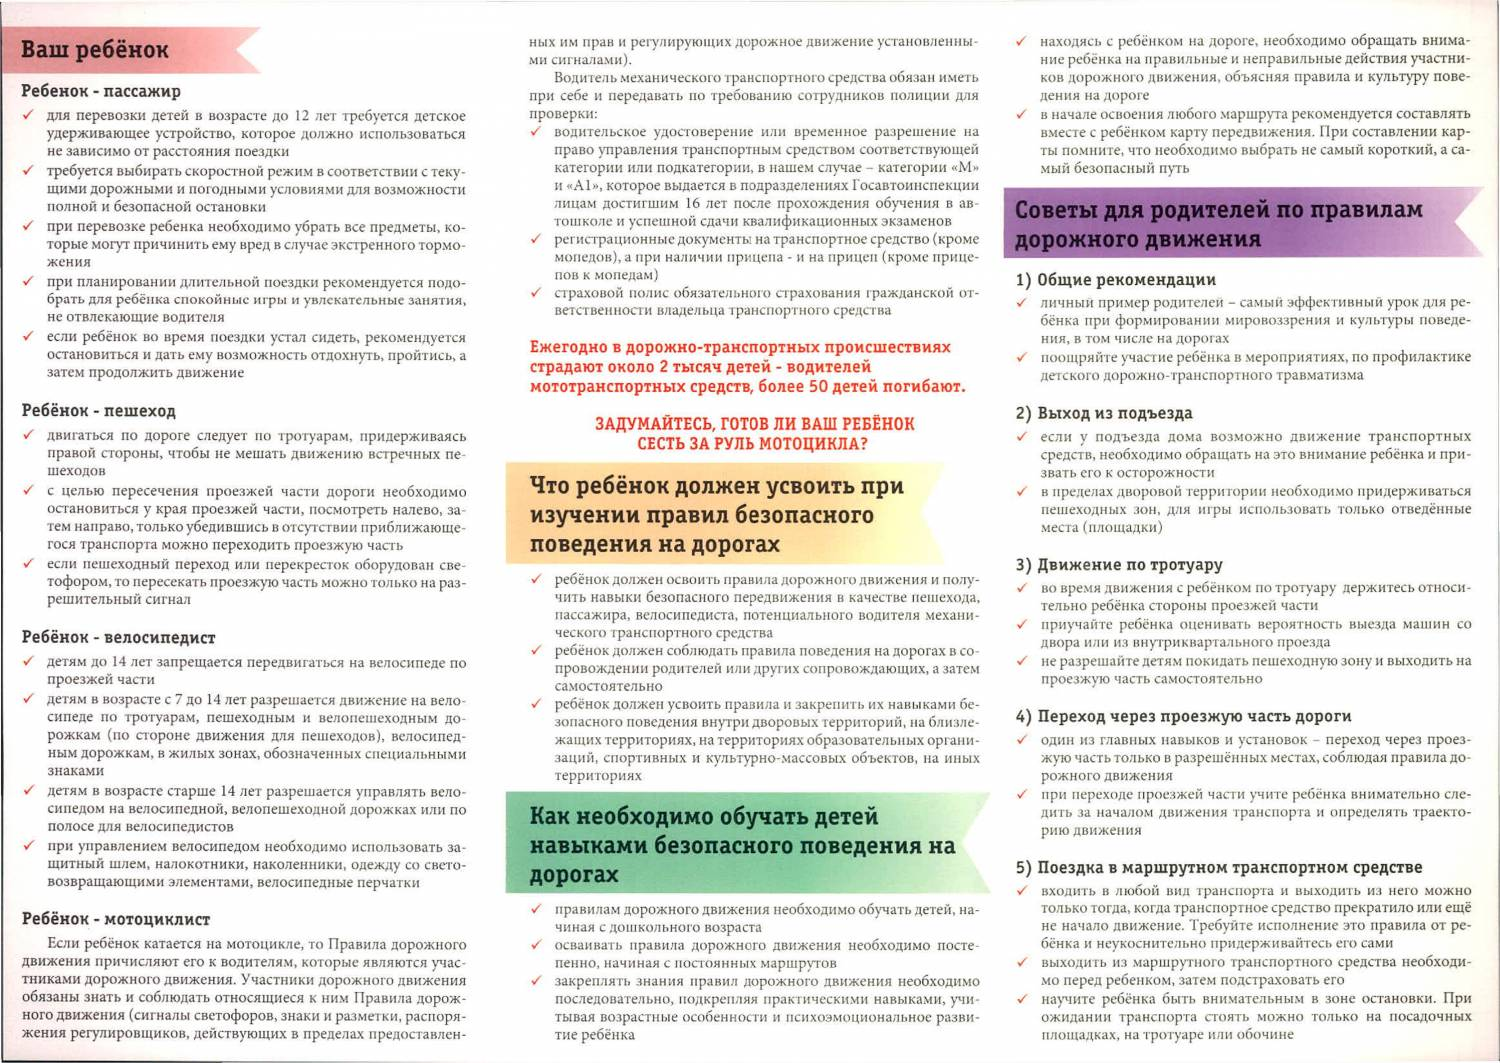 Ваш ребёнок
Ребенок - пассажир
✓ для перевозки детей в возрасте до 12 лет требуется детское
удерживающее устройство, которое должно использоваться
не зависимо от расстояния поездки
✓ требуется выбирать скоростной режим в соответствии с теку-
щими дорожными и погодными условиями для возможности
полной и безопасной остановки
✓ при перевозке ребенка необходимо убрать все предметы, ко-
торые могут причинить ему вред в случае экстренного тормо-
жения
✓ при планировании длительной поездки рекомендуется подо-
брать для ребёнка спокойные игры и увлекательные занятия,
не отвлекающие водителя
✓ если ребёнок во время поездки устал сидеть, рекомендуется
остановиться и дать ему возможность отдохнуть, пройтись, а
затем продолжить движение
Ребёнок - пешеход
✓ двигаться по дороге следует по тротуарам, придерживаясь
правой стороны, чтобы не мешать движению встречных пе-
шеходов
✓ с целью пересечения проезжей части дороги необходимо
остановиться у края проезжей части, посмотреть налево, за-
тем направо, только убедившись в отсутствии приближающе-
гося транспорта можно переходить проезжую часть
✓ если пешеходный переход или перекресток оборудован све-
тофором, то пересекать проезжую часть можно только на раз-
решительный сигнал
Ребёнок - велосипедист
✓ детям до 14 лет запрещается передвигаться на велосипеде по
проезжей части
✓ детям в возрасте с 7 до 14 лет разрешается движение на вело-
сипеде по тротуарам, пешеходным и велопешеходным до-
рожкам (по стороне движения для пешеходов), велосипед-
ным дорожкам, в жилых зонах, обозначенных специальными
знаками
✓ детям в возрасте старше 14 лет разрешается управлять вело-
сипедом на велосипедной, велопешеходной дорожках или по
полосе для велосипедистов
✓ при управлением велосипедом необходимо использовать за-
щитный шлем, налокотники, наколенники, одежду со свето-
возвращающими элементами, велосипедные перчатки
Ребёнок - мотоциклист
Если ребёнок катается на мотоцикле, то Правила дорожного
движения причисляют его к водителям, которые являются учас-
тниками дорожного движения. Участники дорожного движения
обязаны знать и соблюдать относящиеся к ним Правила дорож-
ного движения (сигналы светофоров, знаки и разметки, распоря-
жения регулировщиков, действующих в пределах предоставлен-
ных им прав и регулирующих дорожное движение установленны-
ми сигналами).
Водитель механического транспортного средства обязан иметь
при себе и передавать по требованию сотрудников полиции для
проверки:
✓ водительское удостоверение или временное разрешение на
право управления транспортным средством соответствующей
категории или подкатегории, в нашем случае – категории «М»
и «А1», которое выдается в подразделениях Госавтоинспекции
лицам достигшим 16 лет после прохождения обучения в ав-
тошколе и успешной сдачи квалификационных экзаменов
✓ регистрационные документы на транспортное средство (кроме
мопедов), а при наличии прицепа - и на прицеп (кроме прице-
пов к мопедам)
✓ страховой полис обязательного страхования гражданской от-
ветственности владельца транспортного средства
Ежегодно в дорожно-транспортных происшествиях
страдают около 2 тысяч детей - водителей
мототранспортных средств, более 50 детей погибают.
ЗАДУМАЙТЕСЬ, ГОТОВ ЛИ ВАШ РЕБЁНОК
СЕСТЬ ЗА РУЛЬ МОТОЦИКЛА?
Что ребёнок должен усвоить при
изучении правил безопасного
поведения на дорогах
✓ ребёнок должен освоить правила дорожного движения и полу-
чить навыки безопасного передвижения в качестве пешехода,
пассажира, велосипедиста, потенциального водителя механи-
ческого транспортного средства
✓ ребёнок должен соблюдать правила поведения на дорогах в со-
провождении родителей или других сопровождающих, а затем
самостоятельно
✓ ребёнок должен усвоить правила и закрепить их навыками бе-
зопасного поведения внутри дворовых территорий, на близле-
жащих территориях, на территориях образовательных органи-
заций, спортивных и культурно-массовых объектов, на иных
территориях
Как необходимо обучать детей
навыками безопасного поведения на
дорогах
✓ правилам дорожного движения необходимо обучать детей, на-
чиная с дошкольного возраста
✓ осваивать правила дорожного движения необходимо посте-
пенно, начиная с постоянных маршрутов
✓ закреплять знания правил дорожного движения необходимо
последовательно, подкрепляя практическими навыками, учи-
тывая возрастные особенности и психоэмоциональное разви-
тие ребёнка
✓ находясь с ребёнком на дороге, необходимо обращать внима-
ние ребёнка на правильные и неправильные действия участни-
ков дорожного движения, объясняя правила и культуру пове-
дения на дороге
✓ в начале освоения любого маршрута рекомендуется составлять
вместе с ребёнком карту передвижения. При составлении кар-
ты помните, что необходимо выбрать не самый короткий, а са-
мый безопасный путь
Советы для родителей по правилам
дорожного движения
1) Общие рекомендации
✓ личный пример родителей – самый эффективный урок для ре-
бёнка при формировании мировоззрения и культуры поведе-
ния, в том числе на дорогах
✓ поощряйте участие ребёнка в мероприятиях, по профилактике
детского дорожно-транспортного травматизма
2) Выход из подъезда
✓ если у подъезда дома возможно движение транспортных
средств, необходимо обращать на это внимание ребёнка и при-
звать его к осторожности
✓ в пределах дворовой территории необходимо придерживаться
пешеходных зон, для игры использовать только отведённые
места (площадки)
3) Движение по тротуару
✓ во время движения с ребёнком по тротуару держитесь относи-
тельно ребёнка стороны проезжей части
✓ приучайте ребёнка оценивать вероятность выезда машин со
двора или из внутриквартального проезда
✓ не разрешайте детям покидать пешеходную зону и выходить на
проезжую часть самостоятельно
4) Переход через проезжую часть дороги
✓ один из главных навыков и установок – переход через проез-
жую часть только в разрешённых местах, соблюдая правила до-
рожного движения
✓ при переходе проезжей части учите ребёнка внимательно сле-
дить за началом движения транспорта и определять траекто-
рию движения
5) Поездка в маршрутном транспортном средстве
✓ входить в любой вид транспорта и выходить из него можно
только тогда, когда транспортное средство прекратило или ещё
не начало движение. Требуйте исполнение это правила от ре-
бёнка и неукоснительно придерживайтесь его сами
✓ выходить из маршрутного транспортного средства необходи-
мо перед ребенком, затем подстраховать его
✓ научите ребёнка быть внимательным в зоне остановки. При
ожидании транспорта стоять можно только на посадочных
площадках, на тротуаре или обочине